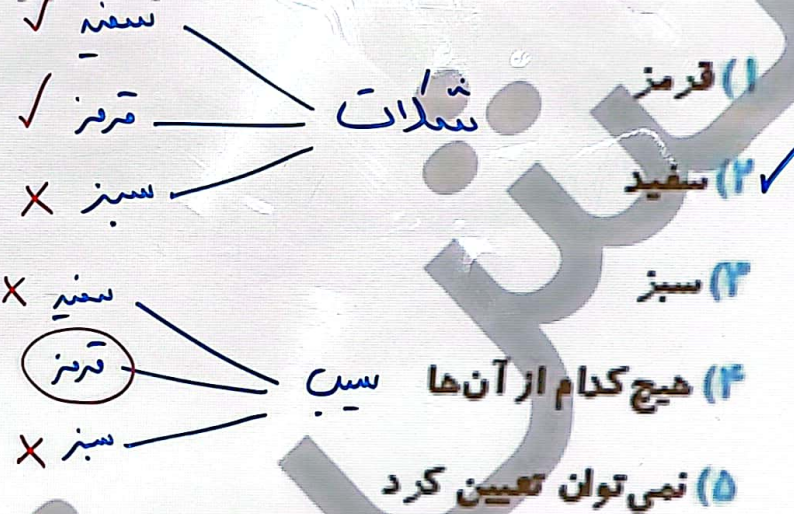 ۱) قرمز
۲) سفید ✓
۳) سبز
۴) هیچ کدام از آن‌ها
۵) نمی‌توان تعیین کرد
شکلات
سفید ✓
قرمز ✓
سبز ×
سیب
سفید ×
قرمز
سبز ×